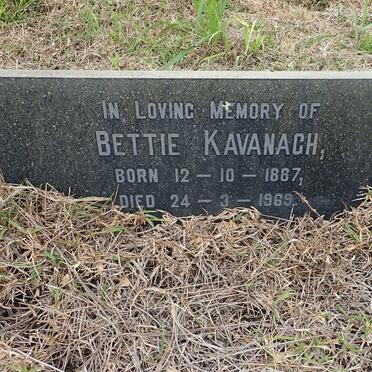 IN LOVING MEMORY OF
BETTIE KAVANAGH,
BORN 12-10-1887,
DIED 24-3-1969.